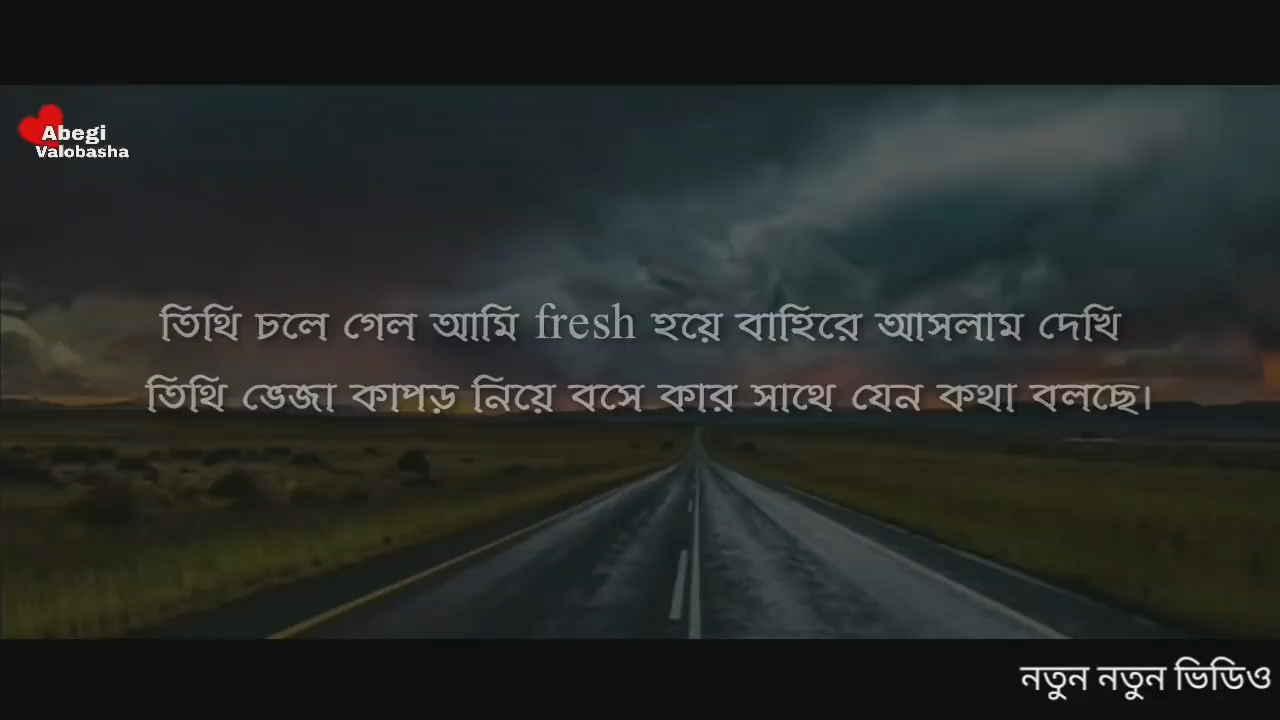 Abegi
Valobasha
তিথি চলে গেল আমি fresh হয়ে বাহিরে আসলাম দেখি
তিথি ভেজা কাপড় নিয়ে বসে কার সাথে যেন কথা বলছে।
নতুন নতুন ভিডিও